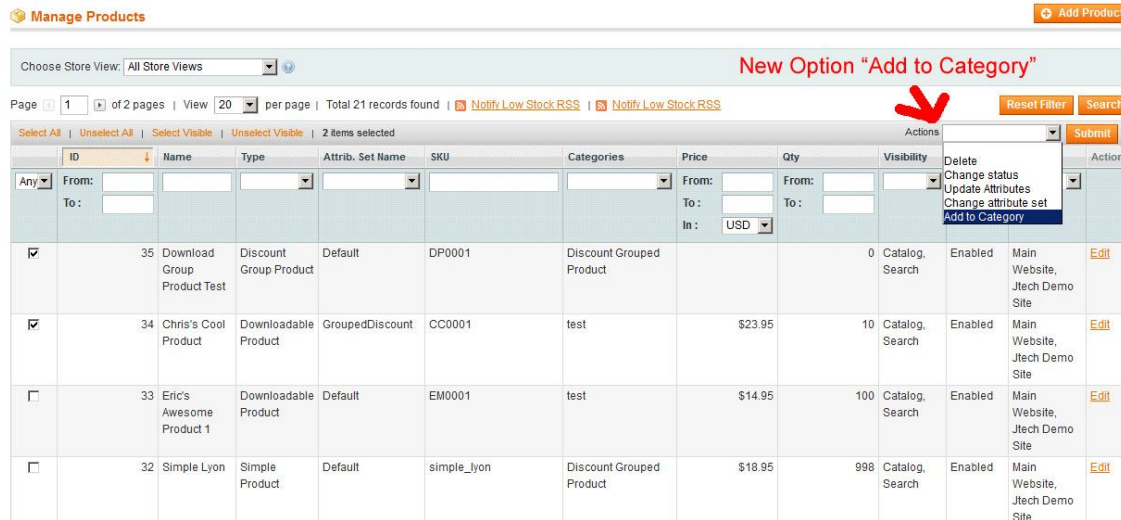 Manage Products
Add Product
Choose Store View: All Store Views
New Option “Add to Category”
Page 1 of 2 pages | View 20 per page | Total 21 records found | Notify Low Stock RSS | Notify Low Stock RSS
Reset Filter Search
Select All | Unselect All | Select Visible | Unselect Visible | 2 items selected Actions Submit
ID Name Type Attrib. Set Name SKU Categories Price Qty Visibility Action
Delete
Change status
Update Attributes
Change attribute set
Add to Category
Any From: From: From:
To : To : To :
In : USD
35 Download Discount Default DP0001 Discount Grouped 0 Catalog, Enabled Main Edit
Group Group Product Product Search Website,
Product Test Jtech Demo
Site
34 Chris's Cool Downloadable GroupedDiscount CC0001 test $23.95 10 Catalog, Enabled Main Edit
Product Product Search Website,
Jtech Demo
Site
33 Eric's Downloadable Default EM0001 test $14.95 100 Catalog, Enabled Main Edit
Awesome Product Search Website,
Product 1 Jtech Demo
Site
32 Simple Lyon Simple Default simple_lyon Discount Grouped $18.95 998 Catalog, Enabled Main Edit
Product Product Search Website,
Jtech Demo
Site